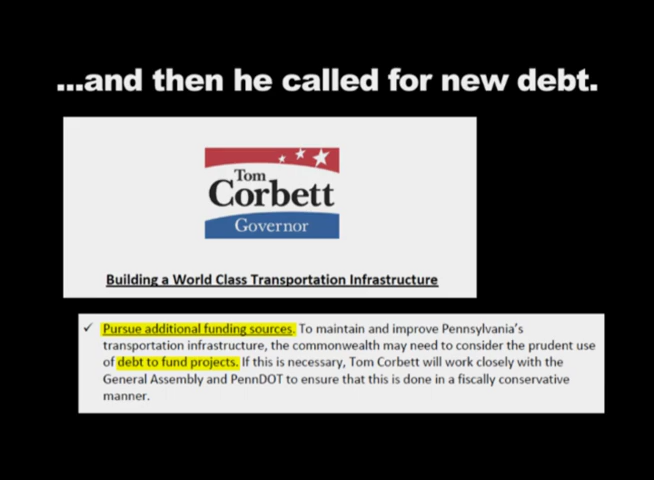 ...and then he called for new debt.
Tom
Corbett
Governor
Building a World Class Transportation Infrastructure
✓ Pursue additional funding sources. To maintain and improve Pennsylvania's
transportation infrastructure, the commonwealth may need to consider the prudent use
of debt to fund projects. If this is necessary, Tom Corbett will work closely with the
General Assembly and PennDOT to ensure that this is done in a fiscally conservative
manner.